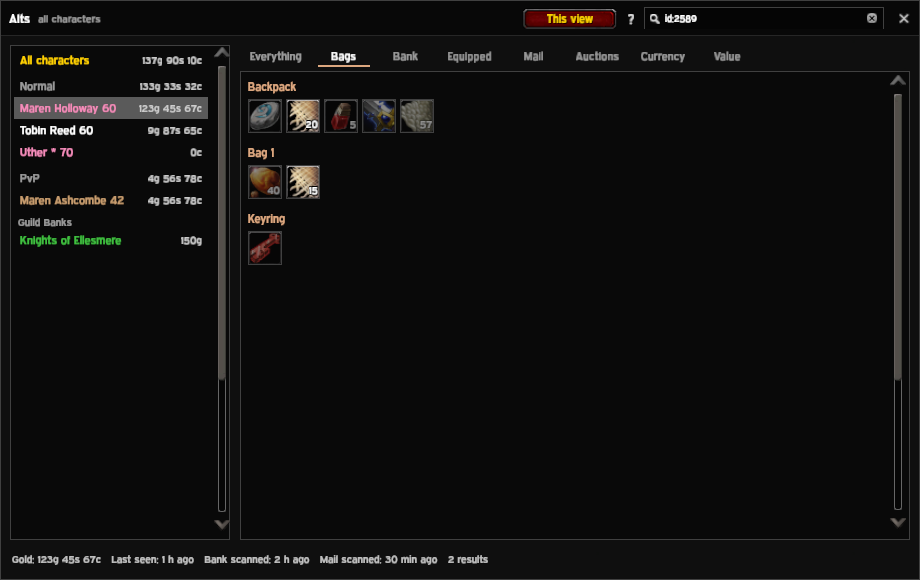 Alts all characters This view ? id:2589
All characters 137g 90s 10c
Normal 133g 33s 32c
Maren Holloway 60 123g 45s 67c
Tobin Reed 60 9g 87s 65c
Uther * 70 0c
PvP 4g 56s 78c
Maren Ashcombe 42 4g 56s 78c
Guild Banks
Knights of Ellesmere 150g
Everything Bags Bank Equipped Mail Auctions Currency Value
Backpack
20 5 57
Bag 1
40 15
Keyring
Gold: 123g 45s 67c Last seen: 1 h ago Bank scanned: 2 h ago Mail scanned: 30 min ago 2 results